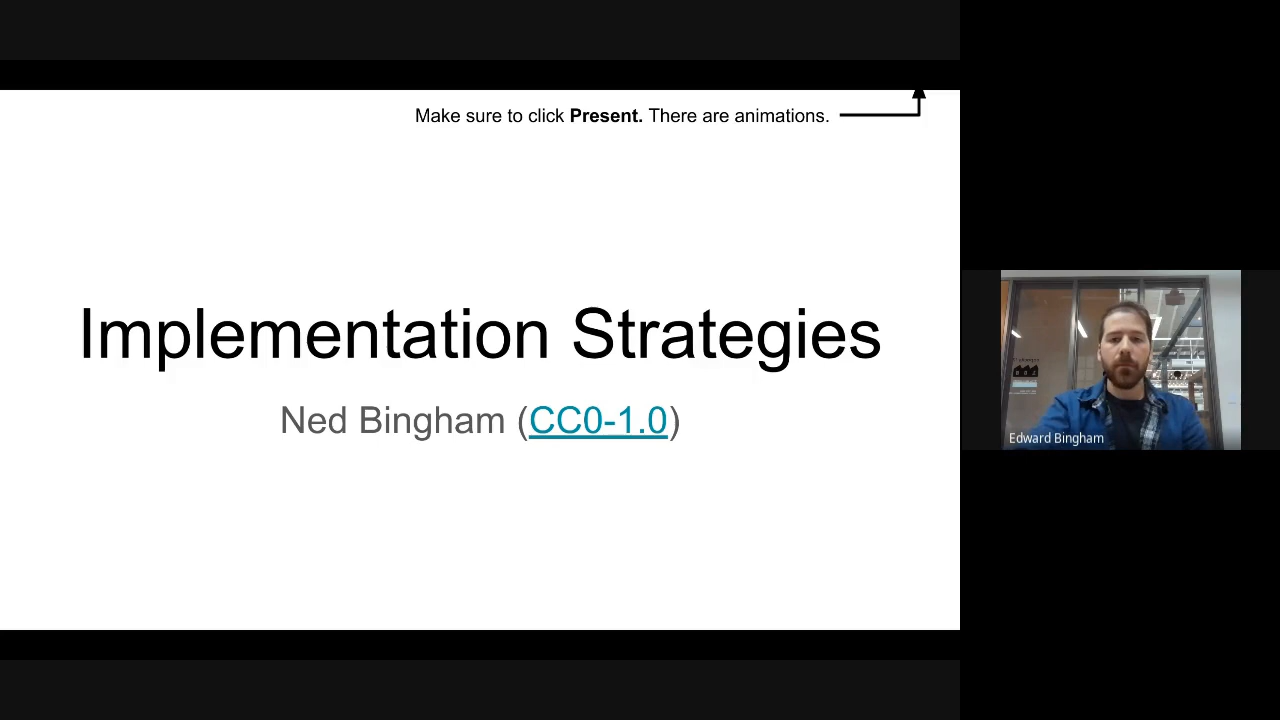 Make sure to click Present. There are animations.
Implementation Strategies
Ned Bingham (CC0-1.0)
Edward Bingham